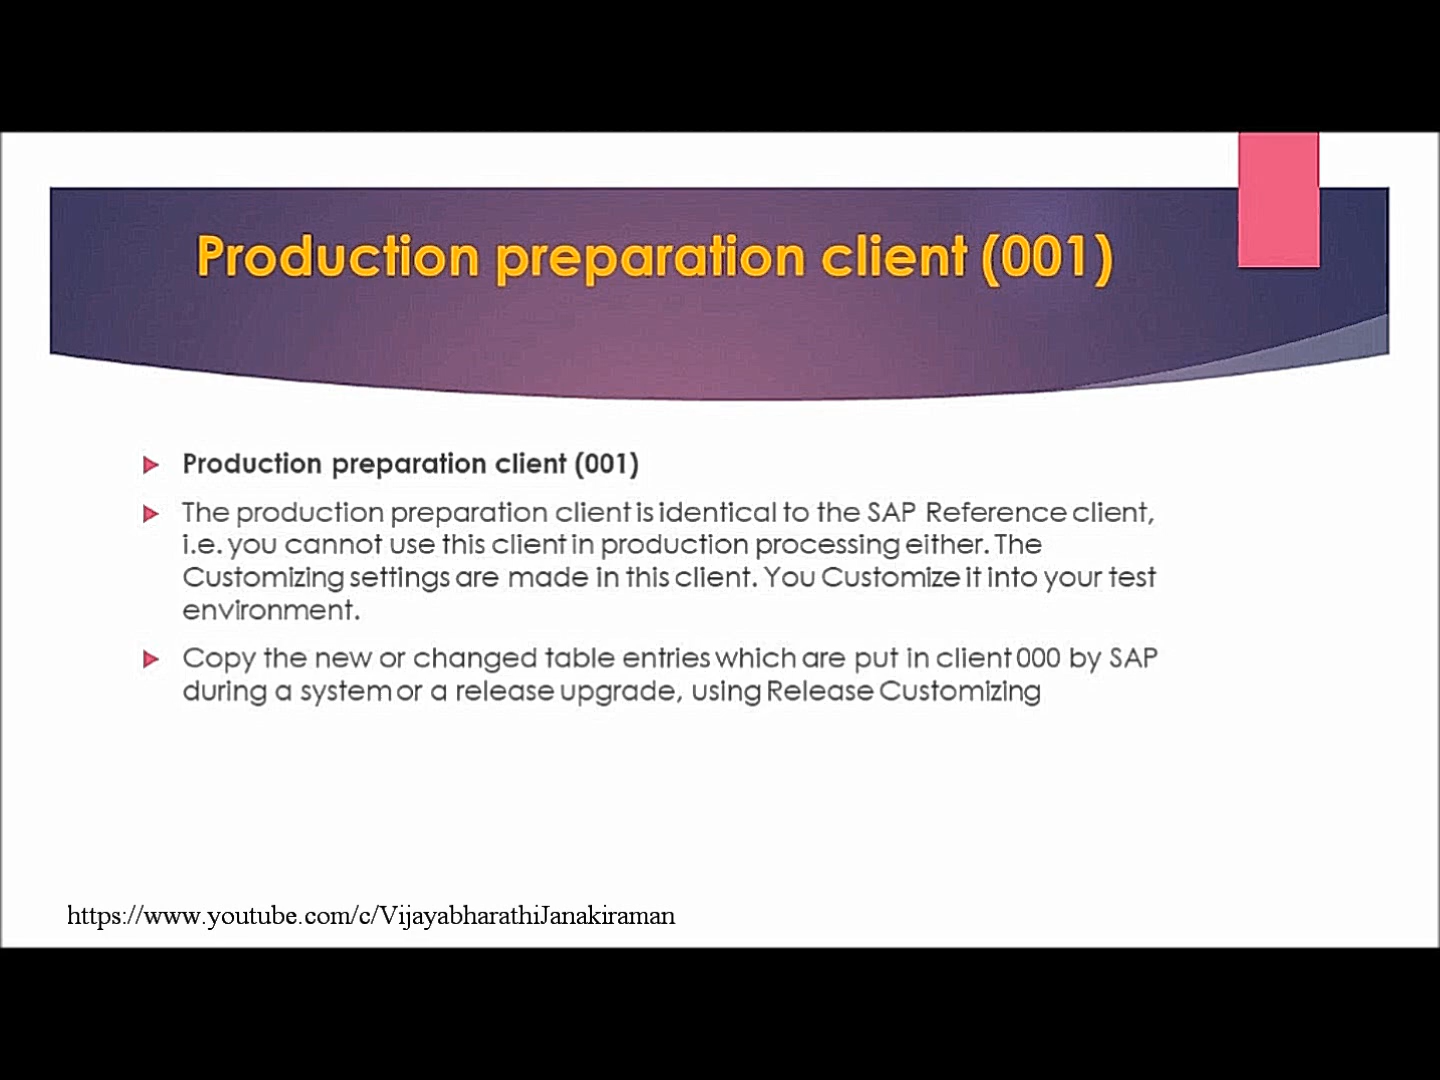 Production preparation client (001)
Production preparation client (001)
The production preparation client is identical to the SAP Reference client,
i.e. you cannot use this client in production processing either. The
Customizing settings are made in this client. You Customize it into your test
environment.
Copy the new or changed table entries which are put in client 000 by SAP
during a system or a release upgrade, using Release Customizing
https://www.youtube.com/c/VijayabharathiJanakiraman